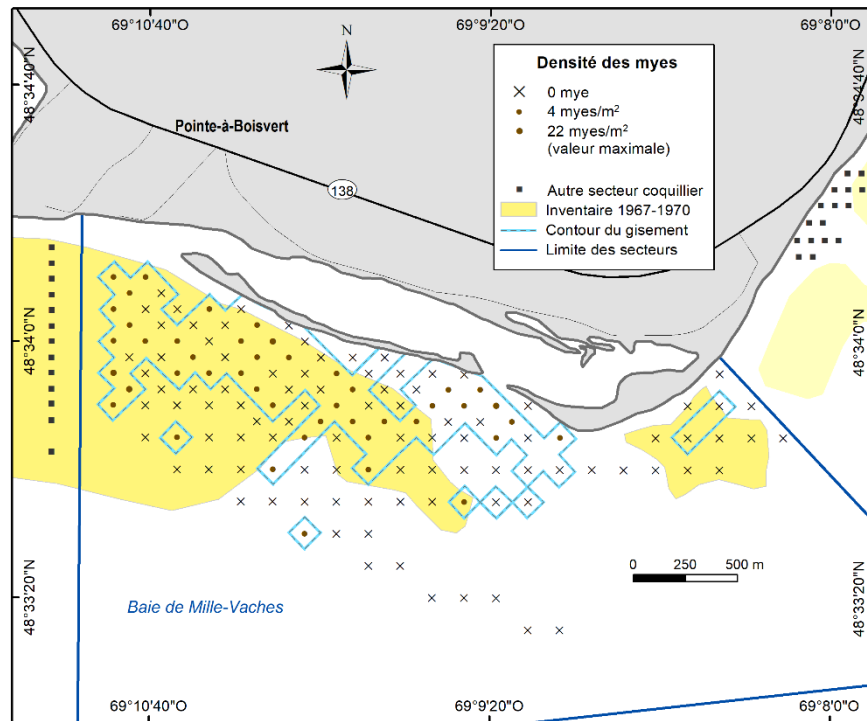 69°10'40"O
69°9'20"O
69°8'0"O
48°34'40"N
48°34'40"N
N
Densité des myes
0 mye
4 myes/m²
22 myes/m²
(valeur maximale)
Autre secteur coquillier
Inventaire 1967-1970
Contour du gisement
Limite des secteurs
Pointe-à-Boisvert
138
48°34'0"N
48°34'0"N
0
250
500 m
48°33'20"N
48°33'20"N
Baie de Mille-Vaches
69°10'40"O
69°9'20"O
69°8'0"O